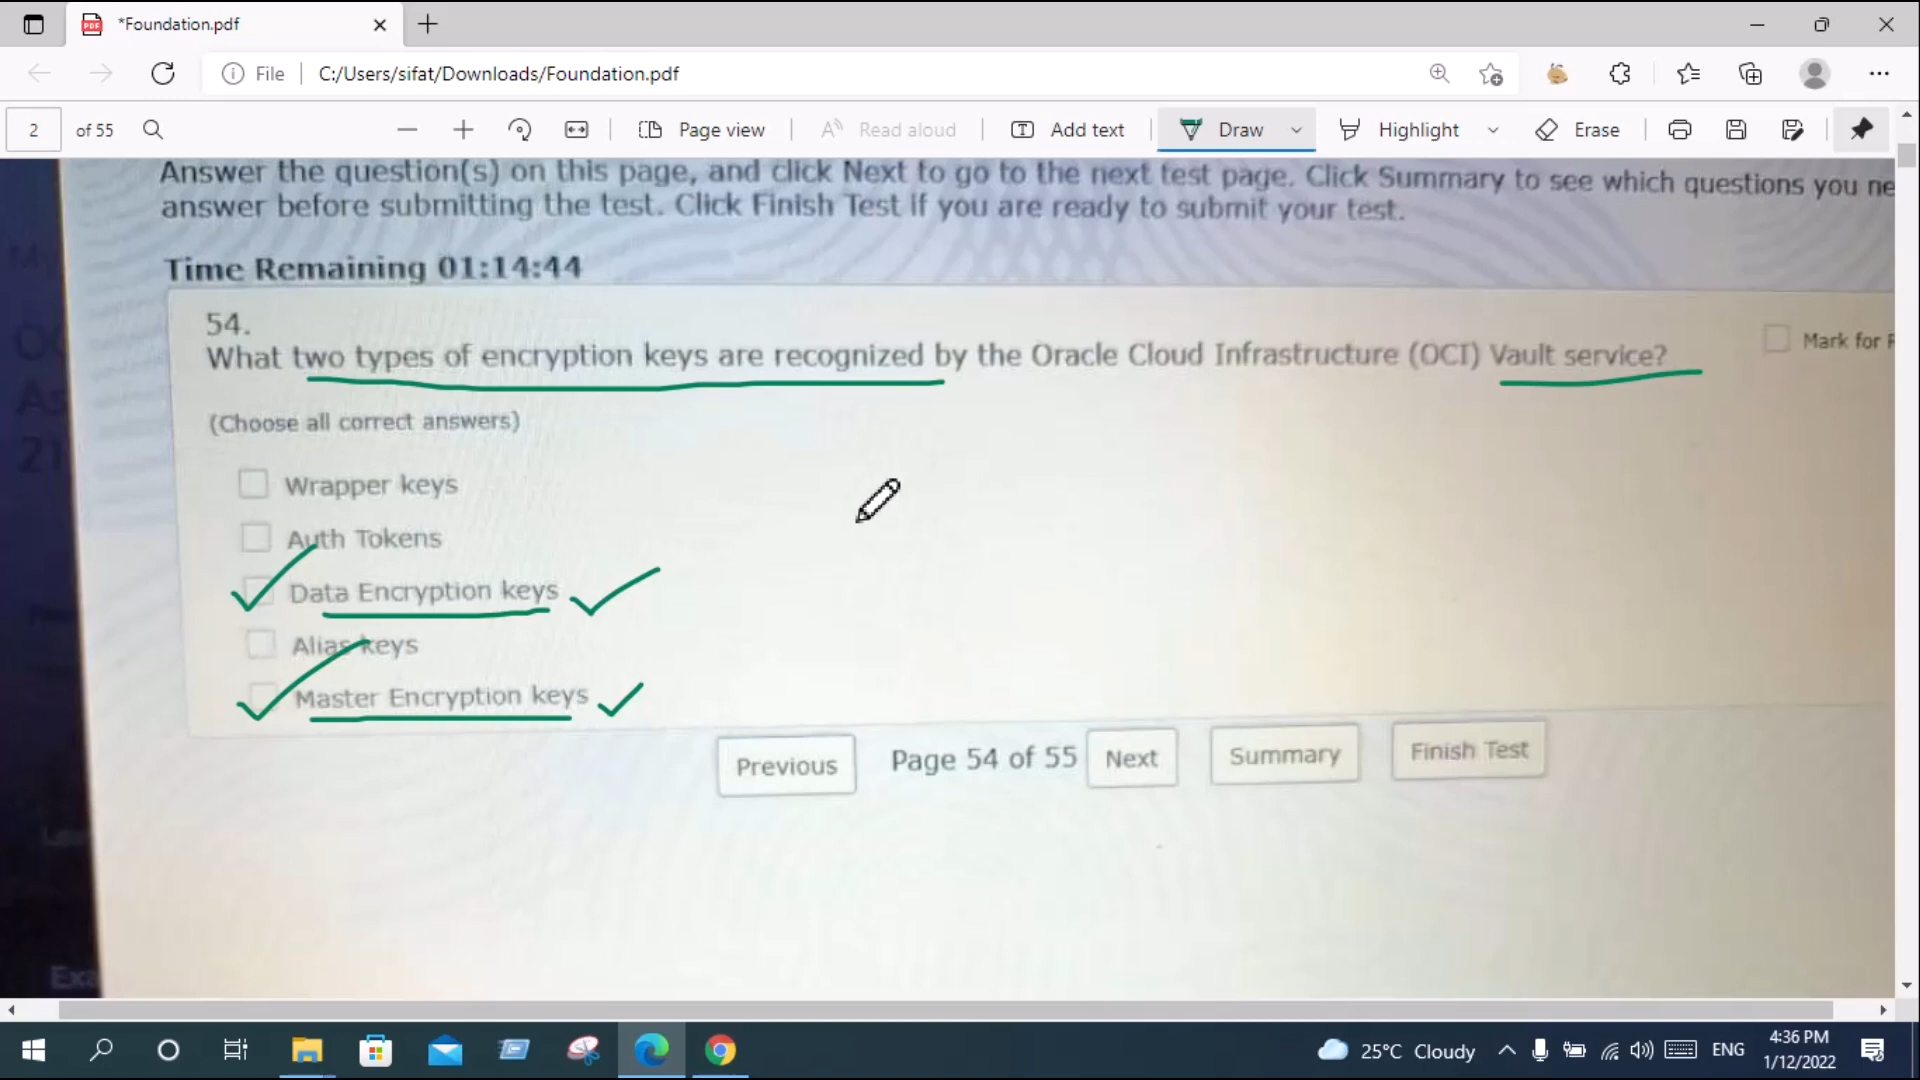 *Foundation.pdf
File
C:/Users/sifat/Downloads/Foundation.pdf
2 of 55
Page view
Read aloud
Add text
Draw
Highlight
Erase
Answer the question(s) on this page, and click Next to go to the next test page. Click Summary to see which questions you ne
answer before submitting the test. Click Finish Test if you are ready to submit your test.
Time Remaining 01:14:44
54.
What two types of encryption keys are recognized by the Oracle Cloud Infrastructure (OCI) Vault service?
Mark for
(Choose all correct answers)
Wrapper keys
Auth Tokens
Data Encryption keys
Alias keys
Master Encryption keys
Previous
Page 54 of 55
Next
Summary
Finish Test
25°C Cloudy
ENG
4:36 PM
1/12/2022